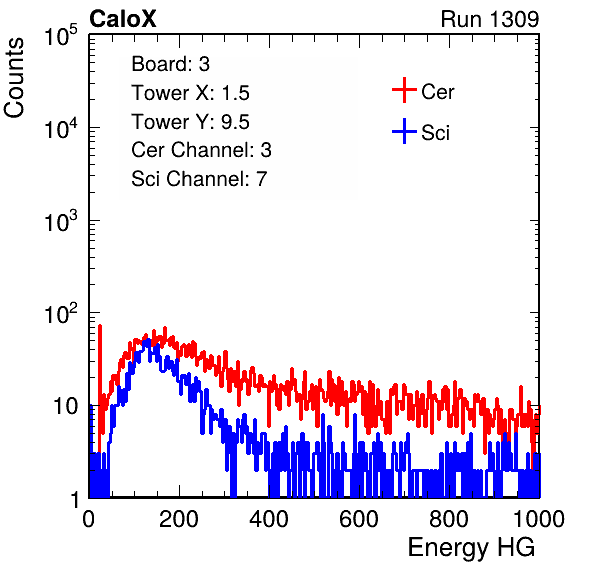 CaloX Run 1309
Counts
Board: 3
Tower X: 1.5
Tower Y: 9.5
Cer Channel: 3
Sci Channel: 7
Cer
Sci
10^5
10^4
10^3
10^2
10
1
0 200 400 600 800 1000
Energy HG